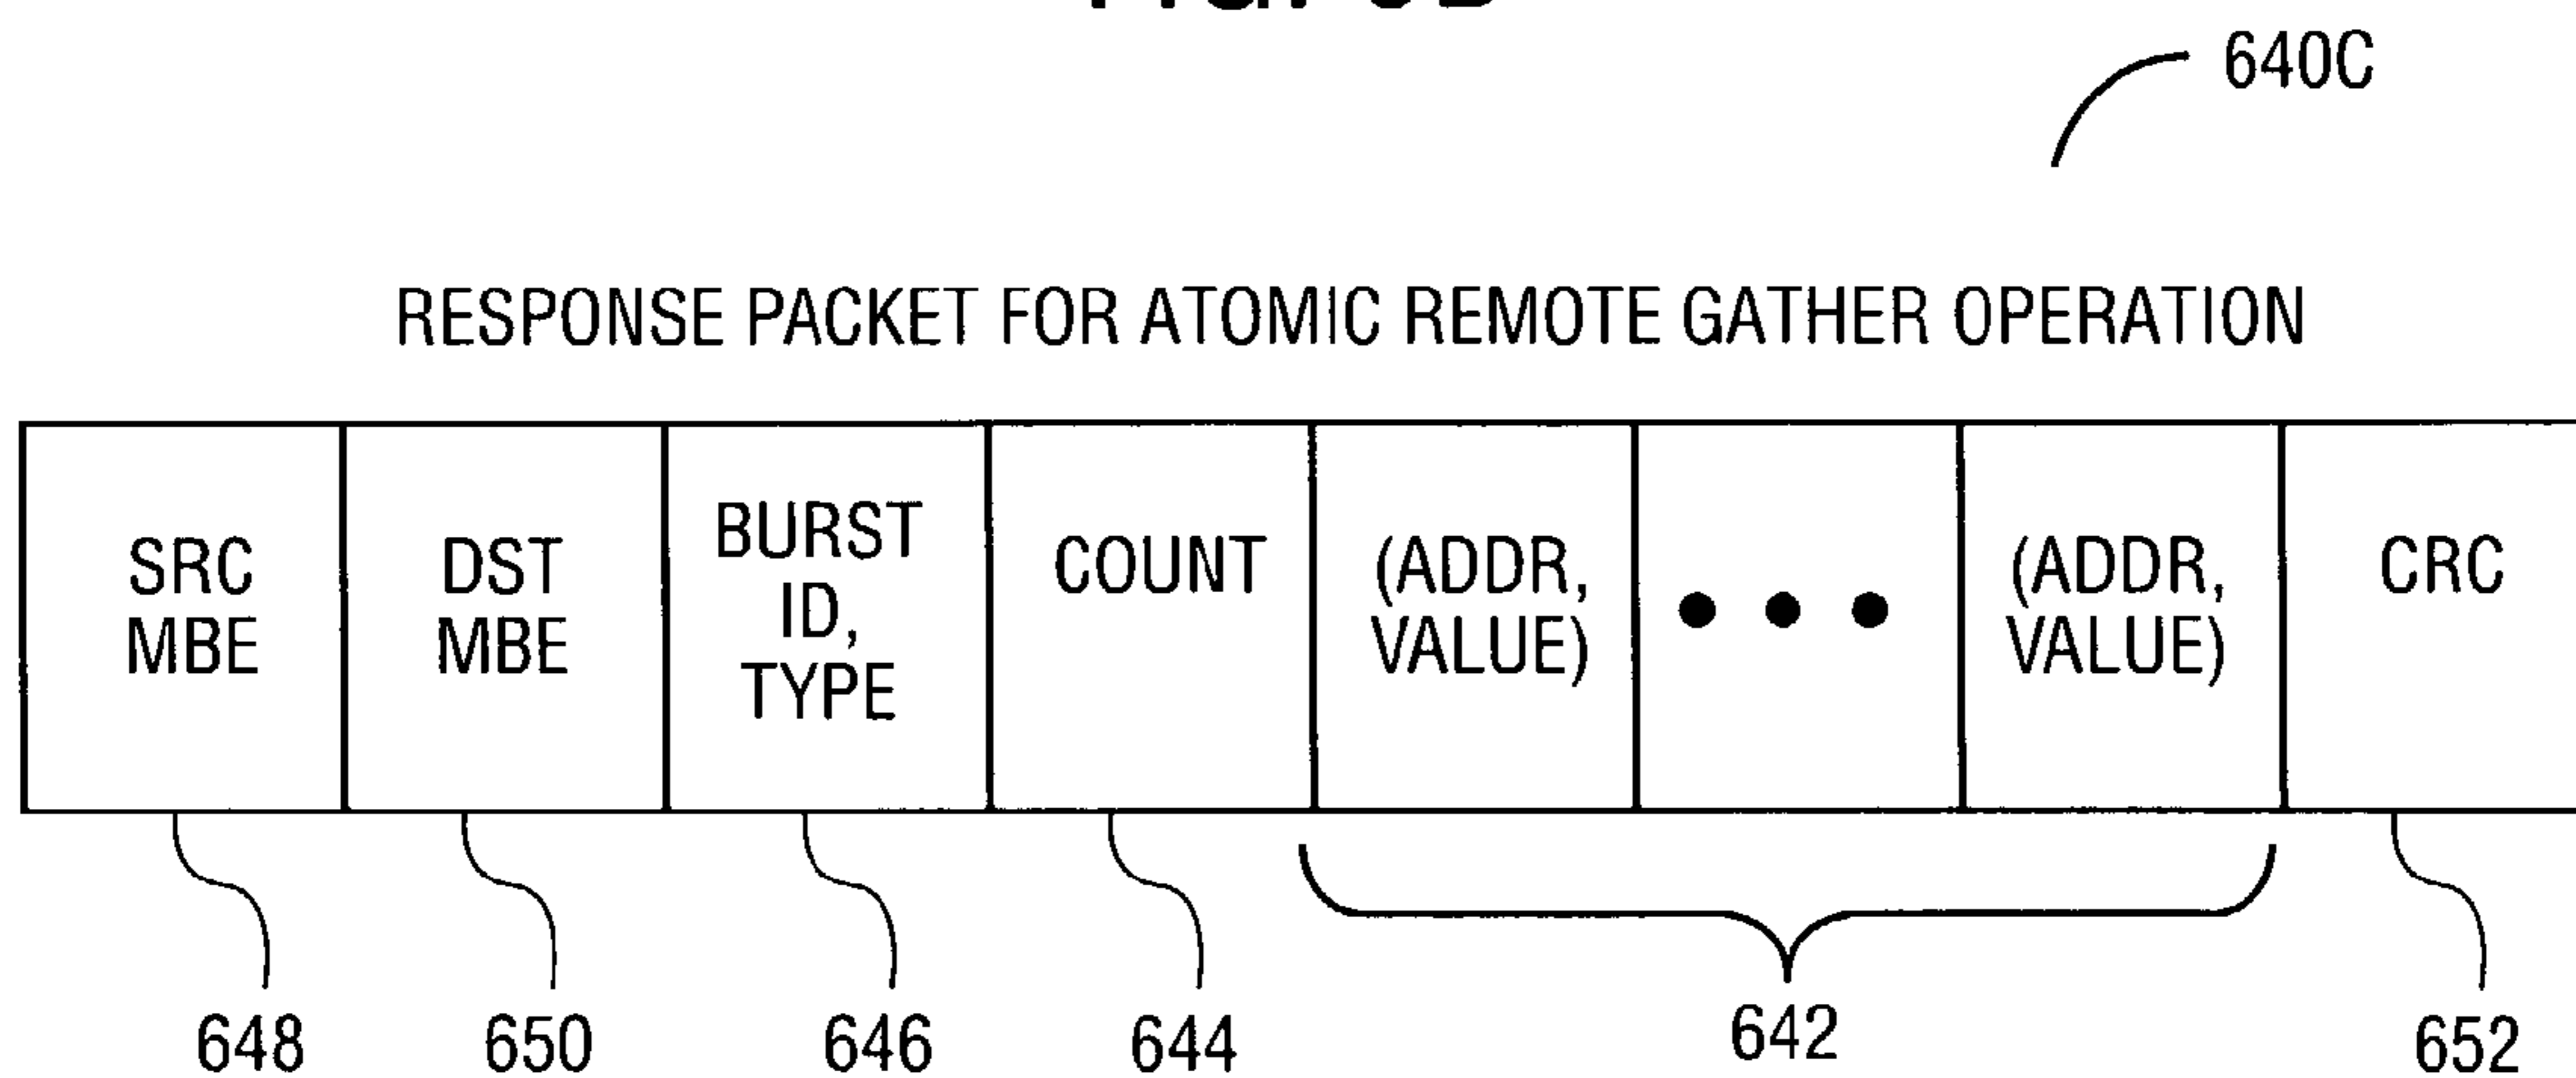 640C
RESPONSE PACKET FOR ATOMIC REMOTE GATHER OPERATION
SRC
MBE
DST
MBE
BURST
ID,
TYPE
COUNT
(ADDR,
VALUE)
• • •
(ADDR,
VALUE)
CRC
648
650
646
644
642
652